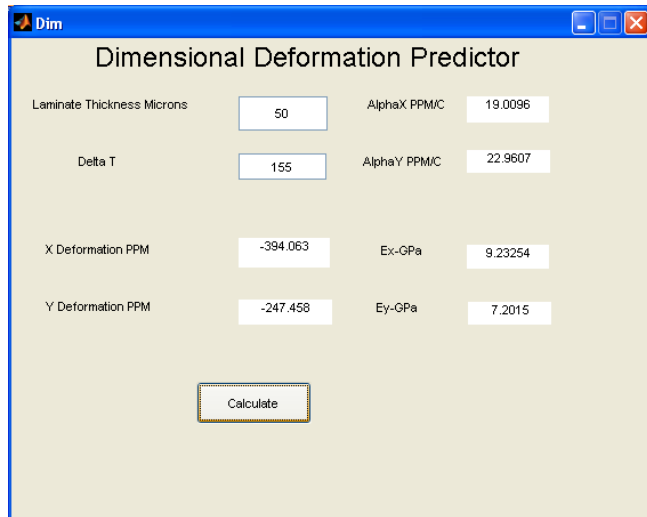 Dim
Dimensional Deformation Predictor
Laminate Thickness Microns 50 AlphaX PPM/C 19.0096
Delta T 155 AlphaY PPM/C 22.9607
X Deformation PPM -394.063 Ex-GPa 9.23254
Y Deformation PPM -247.458 Ey-GPa 7.2015
Calculate